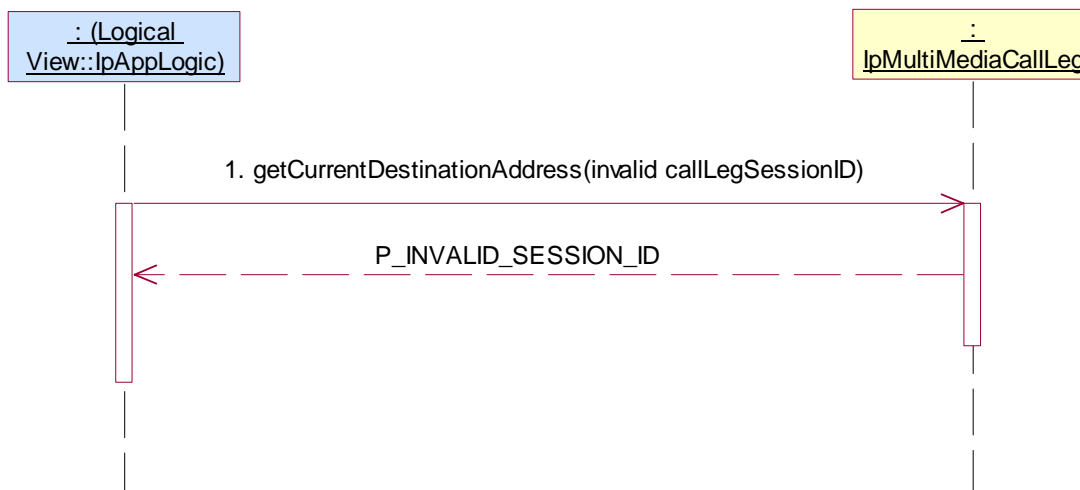 : (Logical
View::IpAppLogic)
:
IpMultiMediaCallLeg
1. getCurrentDestinationAddress(invalid callLegSessionID)
P_INVALID_SESSION_ID